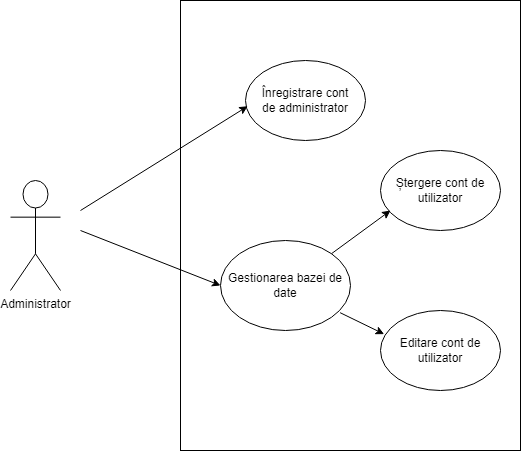 Înregistrare cont
de administrator
Ștergere cont de
utilizator
Gestionarea bazei de
date
Administrator
Editare cont de
utilizator